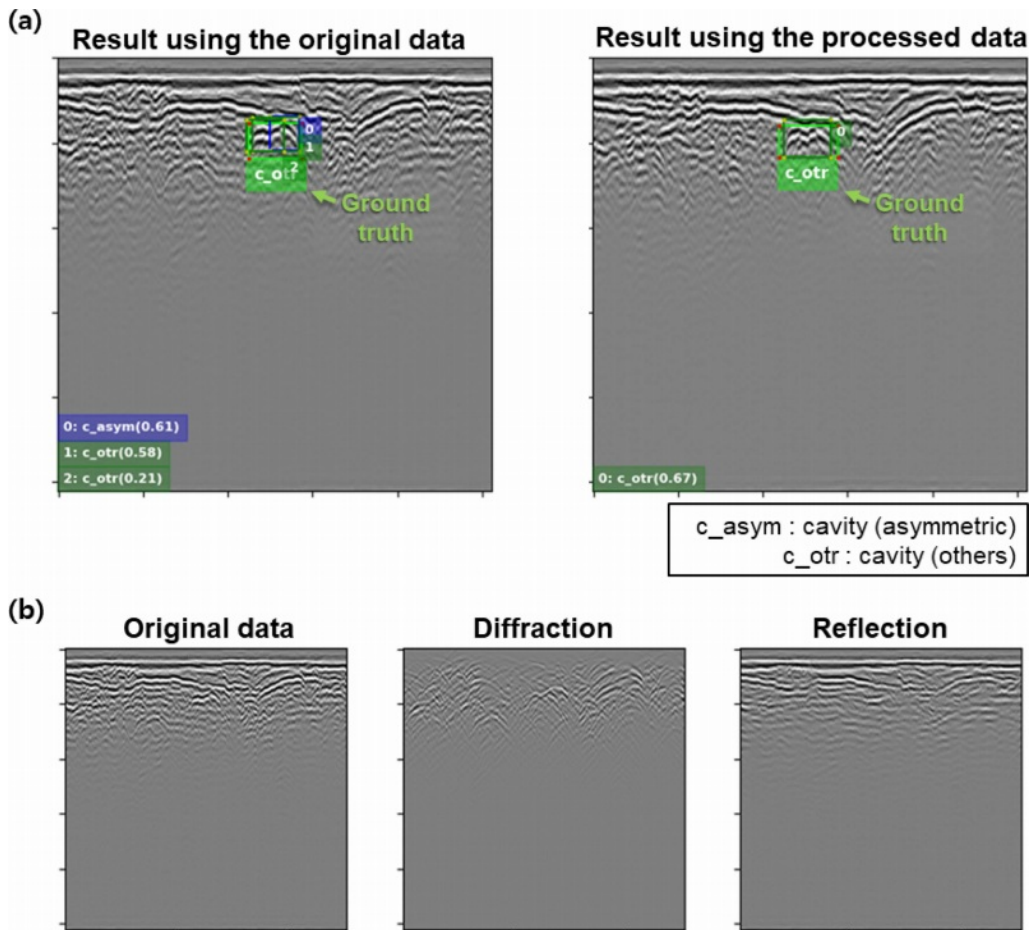 (a)
Result using the original data
Result using the processed data
0
1
2
c_otr
Ground
truth
0: c_asym(0.61)
1: c_otr(0.58)
2: c_otr(0.21)
0
c_otr
Ground
truth
0: c_otr(0.67)
c_asym : cavity (asymmetric)
c_otr : cavity (others)
(b)
Original data
Diffraction
Reflection